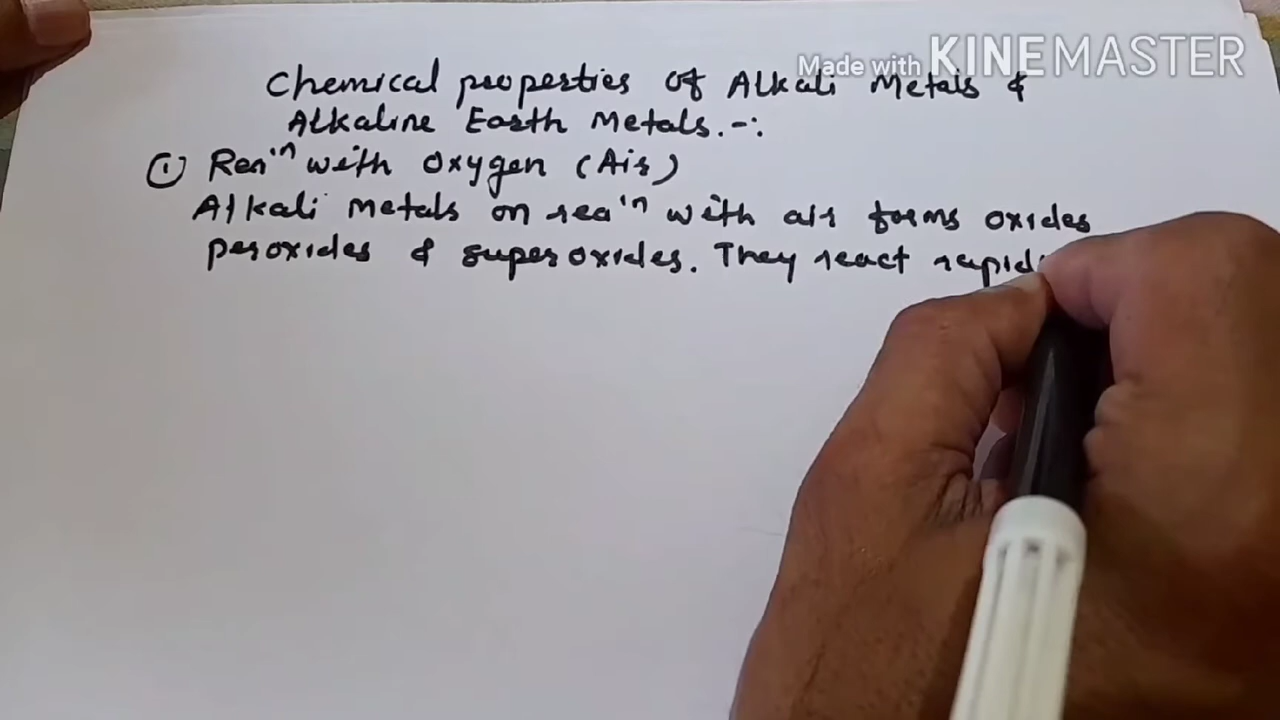 Made with KINEMASTER
Chemical properties of Alkali Metals &
Alkaline Earth Metals.-:
① Rea'n with oxygen (Air)
Alkali Metals on rea'n with air forms oxides
peroxides & superoxides. They react rapid